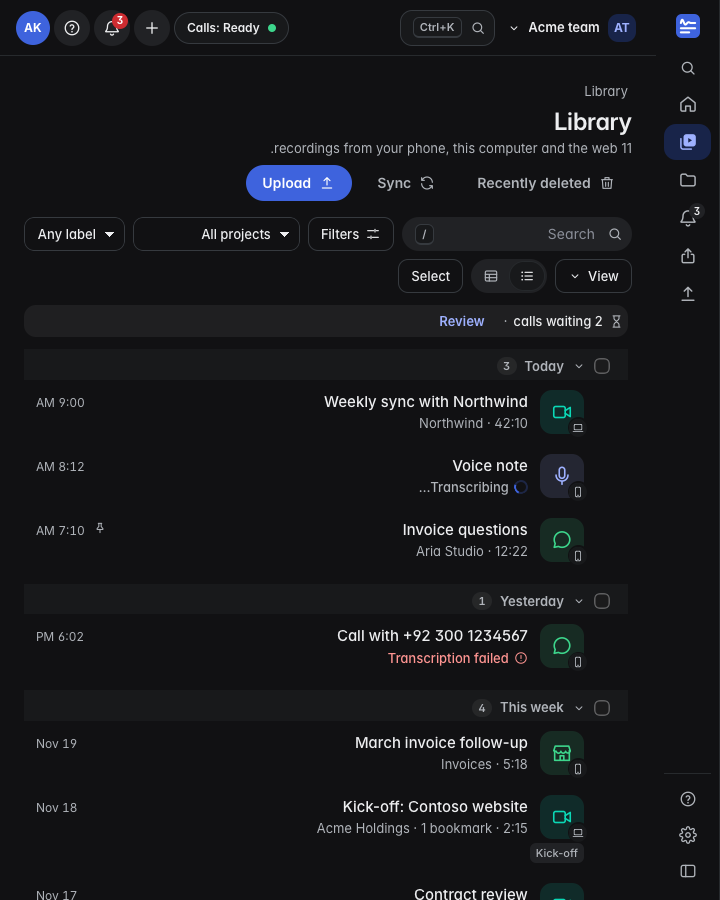 AK
3
Calls: Ready
Ctrl+K
Acme team
AT
Library
Library
.recordings from your phone, this computer and the web 11
Upload
Sync
Recently deleted
Any label
All projects
Filters
/
Search
3
Select
View
Review · calls waiting 2
3 Today
AM 9:00
Weekly sync with Northwind
Northwind · 42:10
AM 8:12
Voice note
...Transcribing
AM 7:10
Invoice questions
Aria Studio · 12:22
1 Yesterday
PM 6:02
Call with +92 300 1234567
Transcription failed
4 This week
Nov 19
March invoice follow-up
Invoices · 5:18
Nov 18
Kick-off: Contoso website
Acme Holdings · 1 bookmark · 2:15
Kick-off
Nov 17
Contract review